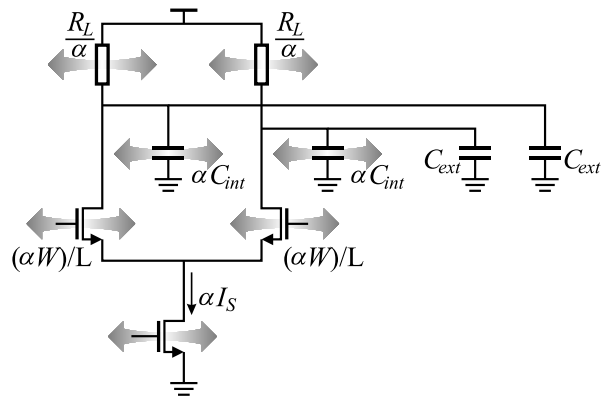 R_L/α R_L/α
αC_int αC_int C_ext C_ext
(αW)/L (αW)/L
αI_S